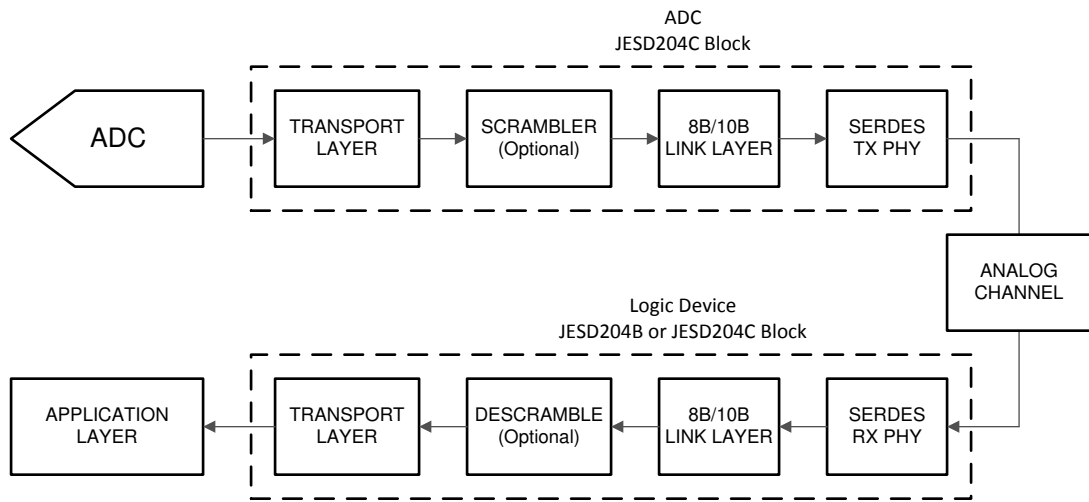 ADC
JESD204C Block
ADC
TRANSPORT
LAYER
SCRAMBLER
(Optional)
8B/10B
LINK LAYER
SERDES
TX PHY
ANALOG
CHANNEL
Logic Device
JESD204B or JESD204C Block
APPLICATION
LAYER
TRANSPORT
LAYER
DESCRAMBLE
(Optional)
8B/10B
LINK LAYER
SERDES
RX PHY